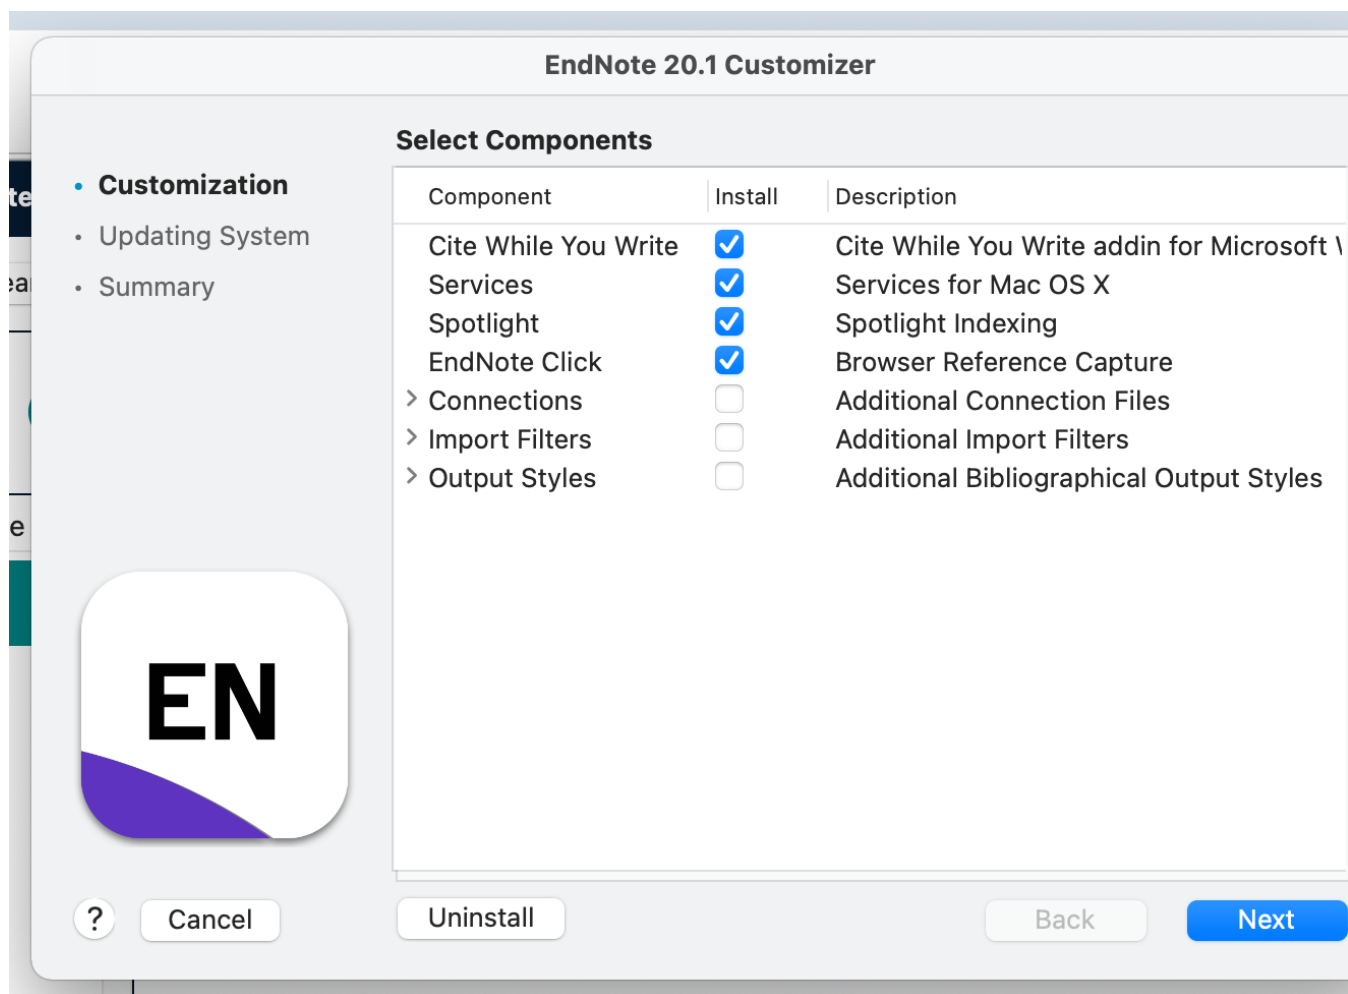 EndNote 20.1 Customizer
Select Components
• Customization
• Updating System
• Summary
Component Install Description
Cite While You Write Cite While You Write addin for Microsoft
Services Services for Mac OS X
Spotlight Spotlight Indexing
EndNote Click Browser Reference Capture
Connections Additional Connection Files
Import Filters Additional Import Filters
Output Styles Additional Bibliographical Output Styles
e
EN
? Cancel Uninstall Back Next